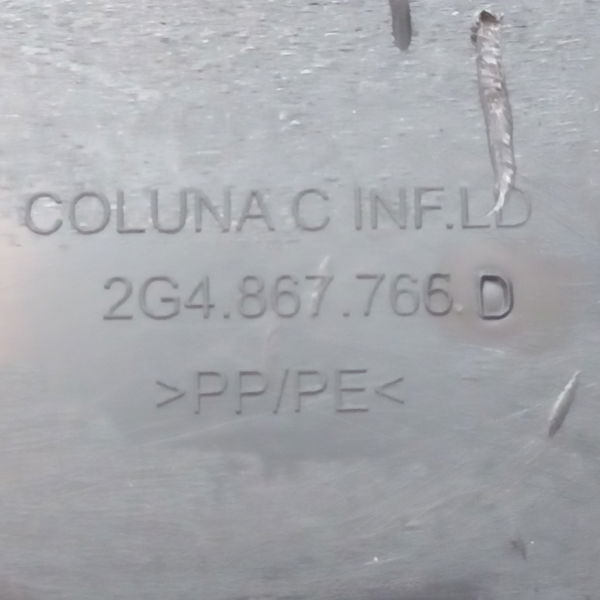 COLUNA C INF.LD
2G4.867.766.D
>PP/PE<